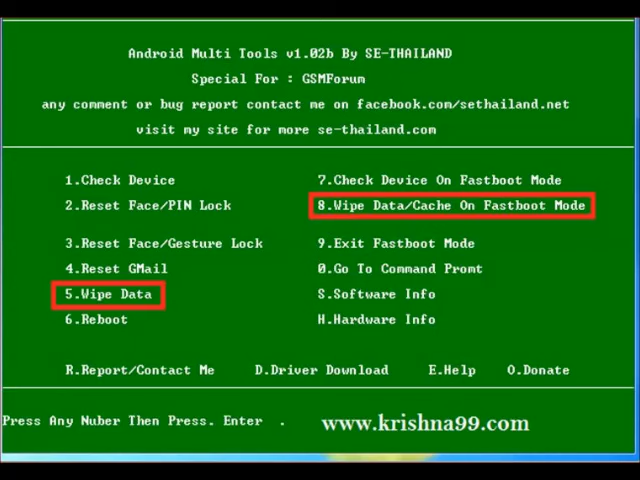 Android Multi Tools v1.02b By SE-THAILAND
Special For : GSMForum
any comment or bug report contact me on facebook.com/sethailand.net
visit my site for more se-thailand.com
1.Check Device 7.Check Device On Fastboot Mode
2.Reset Face/PIN Lock 8.Wipe Data/Cache On Fastboot Mode
3.Reset Face/Gesture Lock 9.Exit Fastboot Mode
4.Reset GMail 0.Go To Command Promt
5.Wipe Data S.Software Info
6.Reboot H.Hardware Info
R.Report/Contact Me D.Driver Download E.Help O.Donate
Press Any Nuber Then Press. Enter . www.krishna99.com